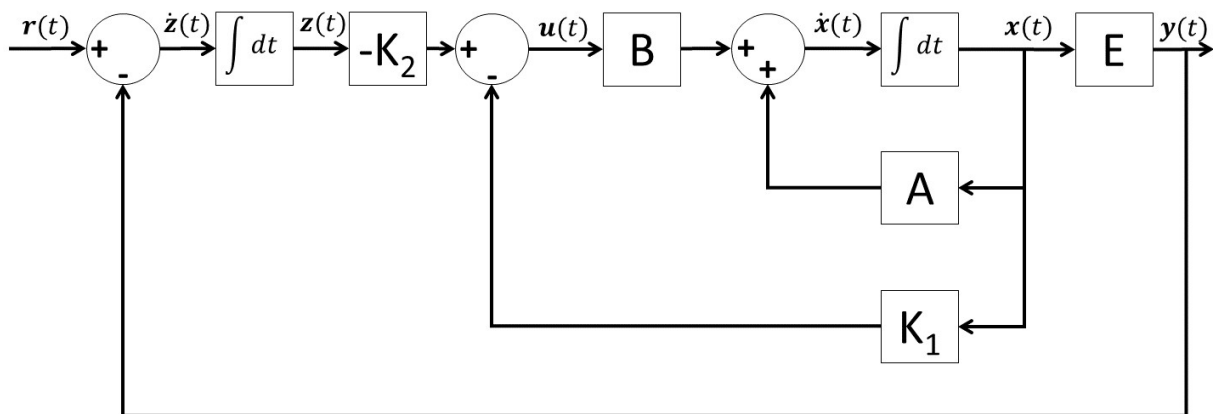 r(t) ż(t) ∫ dt z(t) -K₂ u(t) B ẋ(t) ∫ dt x(t) E y(t)
+ + + 
- - +
A
K₁